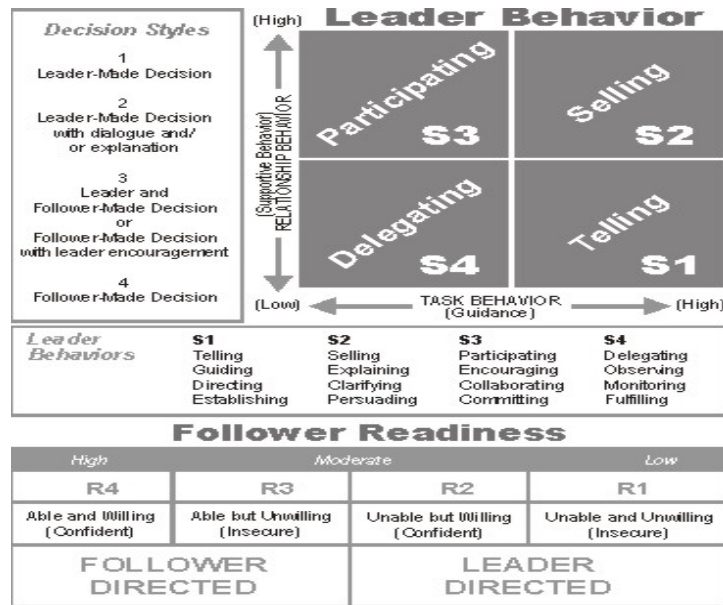 Decision Styles
1
Leader-Made Decision
2
Leader-Made Decision
with dialogue and/
or explanation
3
Leader and
Follower-Made Decision
or
Follower-Made Decision
with leader encouragement
4
Follower-Made Decision
Leader Behavior
(High)
(Supportive Behavior)
RELATIONSHIP BEHAVIOR
Participating
S3
Selling
S2
Delegating
S4
Telling
S1
(Low)
TASK BEHAVIOR
(Guidance)
(High)
Leader
Behaviors
S1
Telling
Guiding
Directing
Establishing
S2
Selling
Explaining
Clarifying
Persuading
S3
Participating
Encouraging
Collaborating
Committing
S4
Delegating
Observing
Monitoring
Fulfilling
Follower Readiness
High Moderate Low
R4 R3 R2 R1
Able and Willing
(Confident)
Able but Unwilling
(Insecure)
Unable but Willing
(Confident)
Unable and Unwilling
(Insecure)
FOLLOWER
DIRECTED
LEADER
DIRECTED